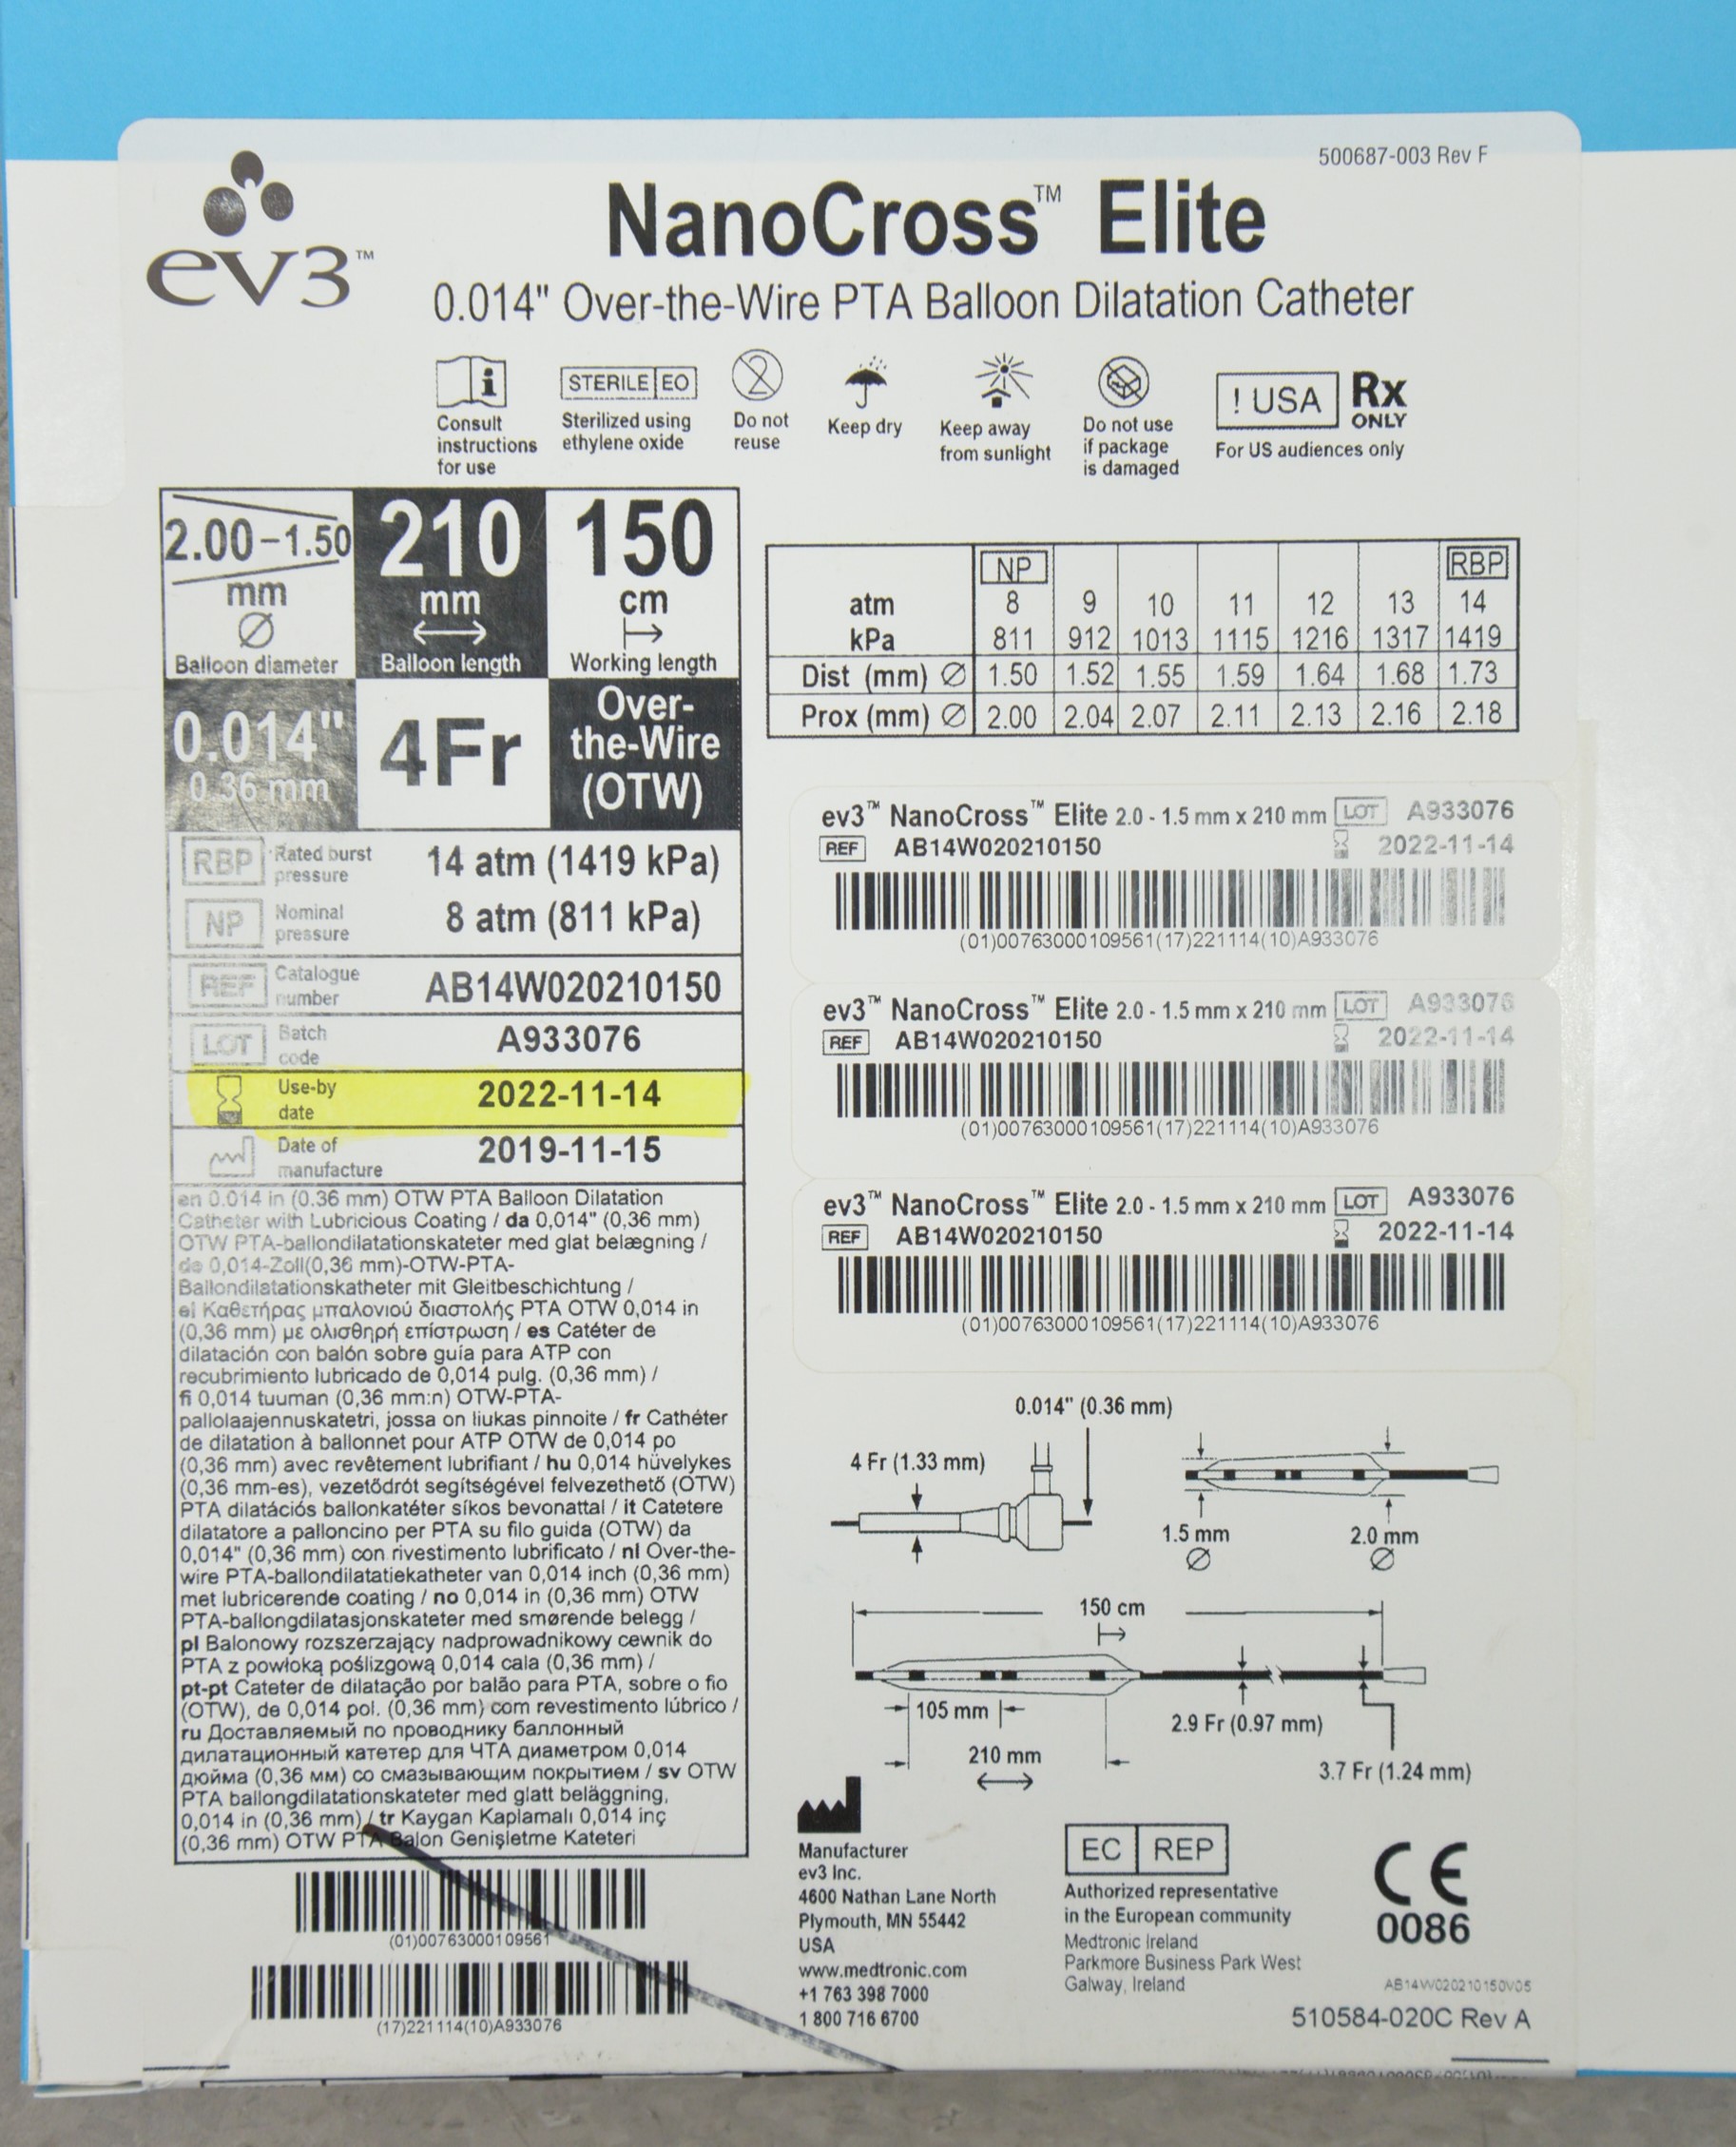 500687-003 Rev F
ev3™
NanoCross™ Elite
0.014" Over-the-Wire PTA Balloon Dilatation Catheter
Consult
instructions
for use
STERILE EO
Sterilized using
ethylene oxide
2
Do not
reuse
Keep dry
Keep away
from sunlight
Do not use
if package
is damaged
! USA
Rx
ONLY
For US audiences only
2.00-1.50
mm
Ø
Balloon diameter
210
mm
Balloon length
150
cm
Working length
0.014"
0.36 mm
4Fr
Over-
the-Wire
(OTW)
RBP Rated burst
pressure
14 atm (1419 kPa)
NP Nominal
pressure
8 atm (811 kPa)
REF Catalogue
number
AB14W020210150
LOT Batch
code
A933076
Use-by
date
2022-11-14
Date of
manufacture
2019-11-15
en 0.014 in (0.36 mm) OTW PTA Balloon Dilatation
Catheter with Lubricious Coating / da 0,014" (0,36 mm)
OTW PTA-ballondilatationskateter med glat belægning /
de 0,014-Zoll(0,36 mm)-OTW-PTA-
Ballondilatationskatheter mit Gleitbeschichtung /
el Καθετήρας μπαλονιού διαστολής PTA OTW 0,014 in
(0,36 mm) με ολισθηρή επίστρωση / es Catéter de
dilatación con balón sobre guía para ATP con
recubrimiento lubricado de 0,014 pulg. (0,36 mm) /
fi 0,014 tuuman (0,36 mm:n) OTW-PTA-
pallolaajennuskatetri, jossa on liukas pinnoite / fr Cathéter
de dilatation à ballonnet pour ATP OTW de 0,014 po
(0,36 mm) avec revêtement lubrifiant / hu 0,014 hüvelykes
(0,36 mm-es), vezetődrót segítségével felvezethető (OTW)
PTA dilatációs ballonkatéter síkos bevonattal / it Catetere
dilatatore a palloncino per PTA su filo guida (OTW) da
0,014" (0,36 mm) con rivestimento lubrificato / nl Over-the-
wire PTA-ballondilatatiekatheter van 0,014 inch (0,36 mm)
met lubricerende coating / no 0,014 in (0,36 mm) OTW
PTA-ballongdilatasjonskateter med smørende belegg /
pl Balonowy rozszerzający nadprowadnikowy cewnik do
PTA z powłoką poślizgową 0,014 cala (0,36 mm) /
pt-pt Cateter de dilatação por balão para PTA, sobre o fio
(OTW), de 0,014 pol. (0,36 mm) com revestimento lúbrico /
ru Доставляемый по проводнику баллонный
дилатационный катетер для ЧТА диаметром 0,014
дюйма (0,36 мм) со смазывающим покрытием / sv OTW
PTA ballongdilatationskateter med glatt beläggning,
0,014 in (0,36 mm) / tr Kaygan Kaplamalı 0,014 inç
(0,36 mm) OTW PTA Balon Genişletme Kateteri
(01)00763000109561
(17)221114(10)A933076
NP RBP
atm 8 9 10 11 12 13 14
kPa 811 912 1013 1115 1216 1317 1419
Dist (mm) Ø 1.50 1.52 1.55 1.59 1.64 1.68 1.73
Prox (mm) Ø 2.00 2.04 2.07 2.11 2.13 2.16 2.18
ev3™ NanoCross™ Elite 2.0 - 1.5 mm x 210 mm LOT A933076
REF AB14W020210150 2022-11-14
(01)00763000109561(17)221114(10)A933076
ev3™ NanoCross™ Elite 2.0 - 1.5 mm x 210 mm LOT A933076
REF AB14W020210150 2022-11-14
(01)00763000109561(17)221114(10)A933076
ev3™ NanoCross™ Elite 2.0 - 1.5 mm x 210 mm LOT A933076
REF AB14W020210150 2022-11-14
(01)00763000109561(17)221114(10)A933076
0.014" (0.36 mm)
4 Fr (1.33 mm)
1.5 mm
Ø
2.0 mm
Ø
150 cm
105 mm
2.9 Fr (0.97 mm)
210 mm
3.7 Fr (1.24 mm)
Manufacturer
ev3 Inc.
4600 Nathan Lane North
Plymouth, MN 55442
USA
www.medtronic.com
+1 763 398 7000
1 800 716 6700
EC REP
Authorized representative
in the European community
Medtronic Ireland
Parkmore Business Park West
Galway, Ireland
CE
0086
AB14W020210150V05
510584-020C Rev A